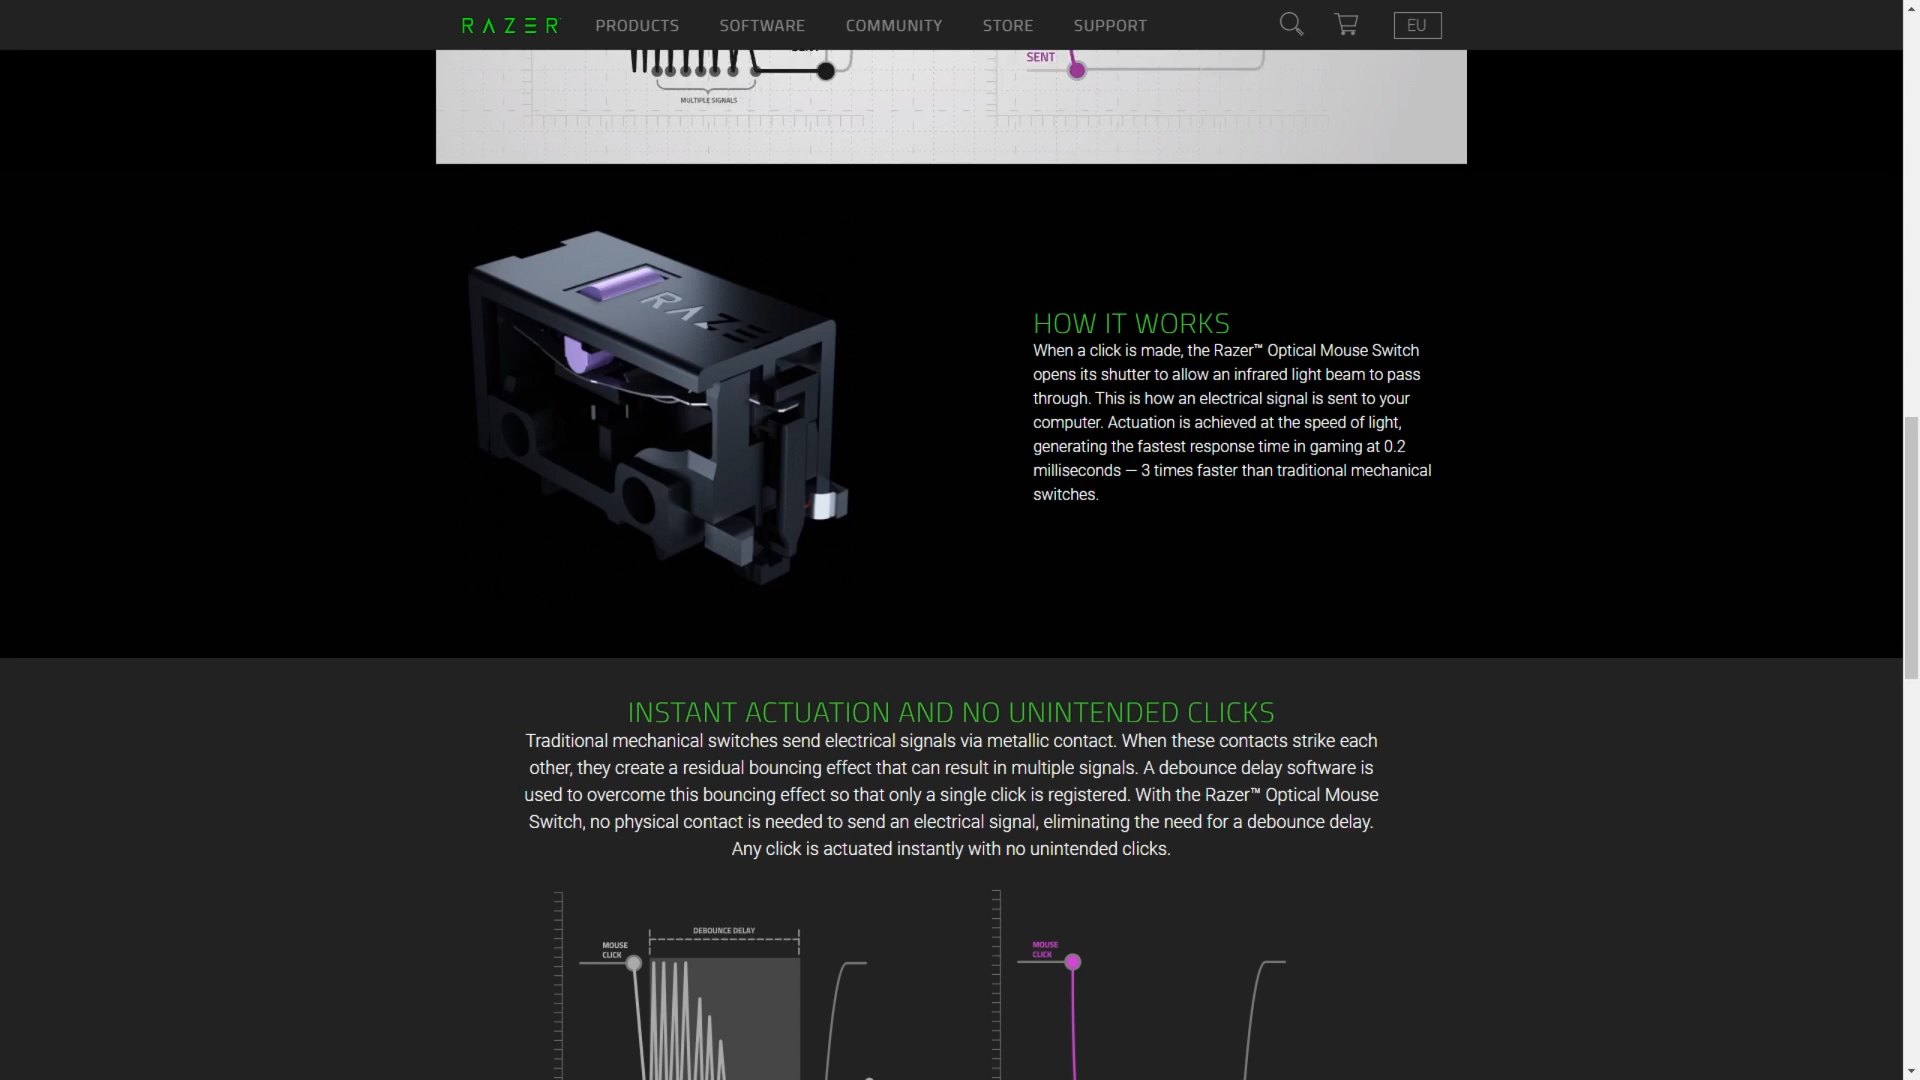 RAZER PRODUCTS SOFTWARE COMMUNITY STORE SUPPORT EU
SENT
MULTIPLE SIGNALS
RAZE
HOW IT WORKS
When a click is made, the Razer™ Optical Mouse Switch
opens its shutter to allow an infrared light beam to pass
through. This is how an electrical signal is sent to your
computer. Actuation is achieved at the speed of light,
generating the fastest response time in gaming at 0.2
milliseconds — 3 times faster than traditional mechanical
switches.
INSTANT ACTUATION AND NO UNINTENDED CLICKS
Traditional mechanical switches send electrical signals via metallic contact. When these contacts strike each
other, they create a residual bouncing effect that can result in multiple signals. A debounce delay software is
used to overcome this bouncing effect so that only a single click is registered. With the Razer™ Optical Mouse
Switch, no physical contact is needed to send an electrical signal, eliminating the need for a debounce delay.
Any click is actuated instantly with no unintended clicks.
DEBOUNCE DELAY
MOUSE
CLICK
MOUSE
CLICK